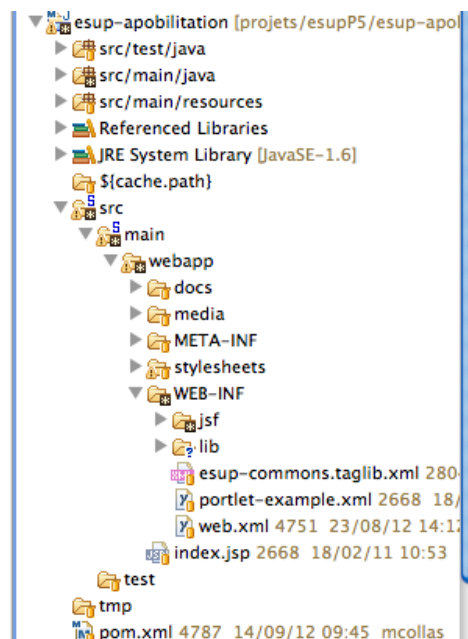 esup-apobilitation [projets/esupP5/esup-apol
src/test/java
src/main/java
src/main/resources
Referenced Libraries
JRE System Library [JavaSE-1.6]
${cache.path}
src
main
webapp
docs
media
META-INF
stylesheets
WEB-INF
jsf
lib
esup-commons.taglib.xml 280
portlet-example.xml 2668 18/
web.xml 4751 23/08/12 14:12
index.jsp 2668 18/02/11 10:53
test
tmp
pom.xml 4787 14/09/12 09:45 mcollas